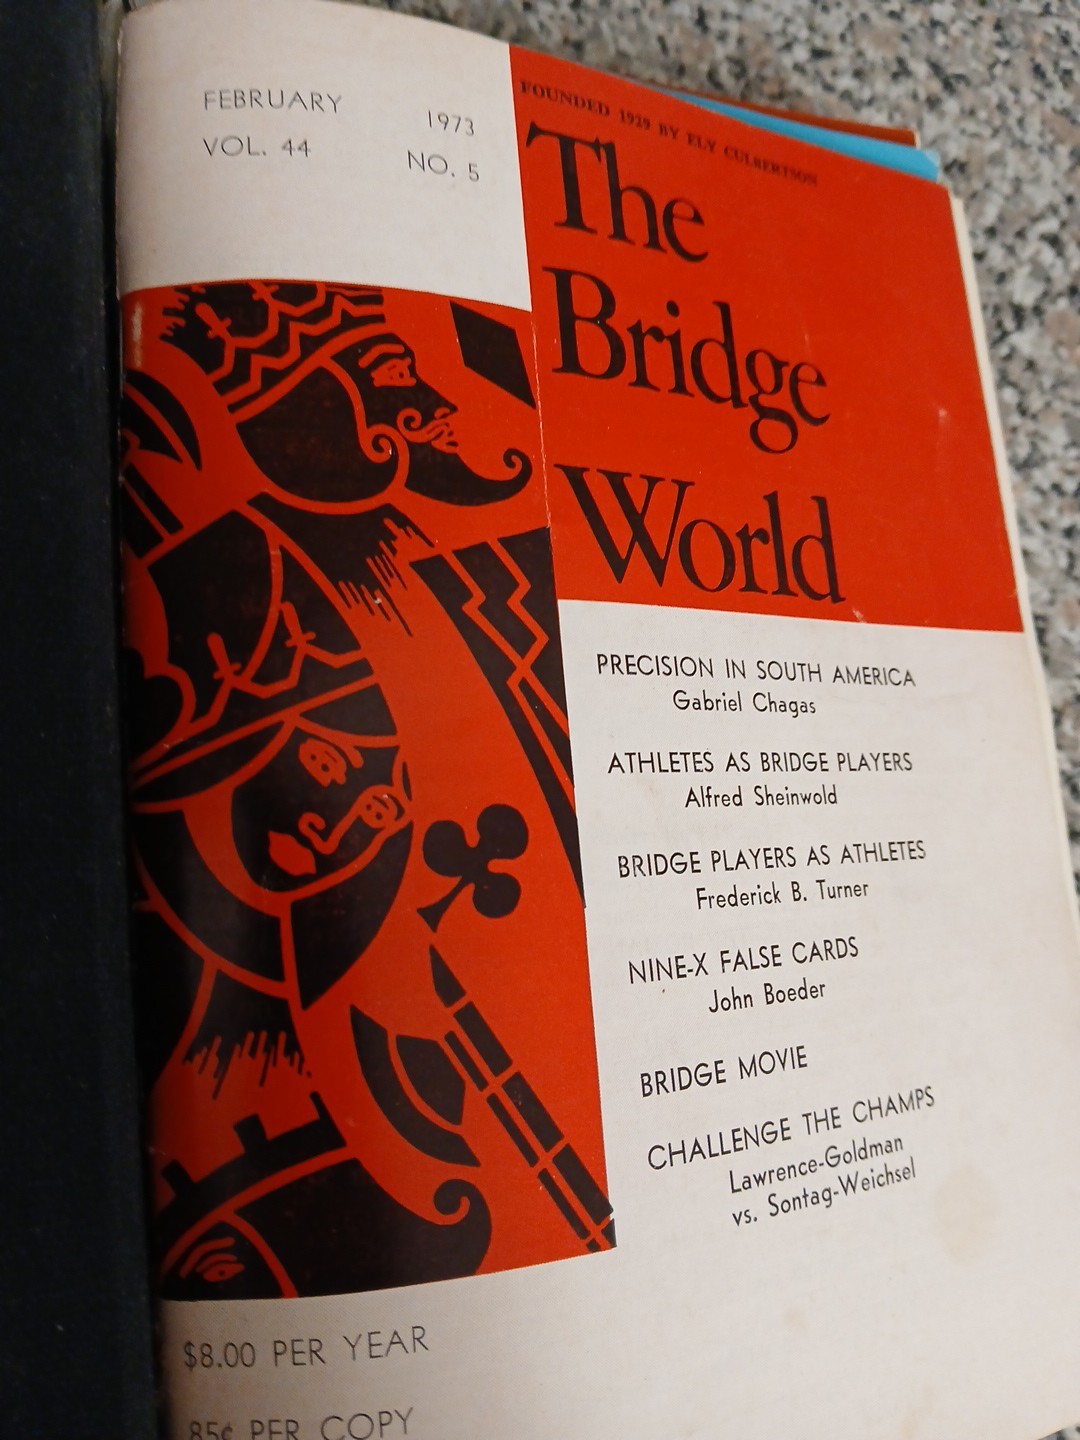 FEBRUARY 1973
VOL. 44 NO. 5
FOUNDED 1929 BY ELY CULBERTSON
The
Bridge
World
PRECISION IN SOUTH AMERICA
Gabriel Chagas
ATHLETES AS BRIDGE PLAYERS
Alfred Sheinwold
BRIDGE PLAYERS AS ATHLETES
Frederick B. Turner
NINE-X FALSE CARDS
John Boeder
BRIDGE MOVIE
CHALLENGE THE CHAMPS
Lawrence-Goldman
vs. Sontag-Weichsel
$8.00 PER YEAR
85¢ PER COPY